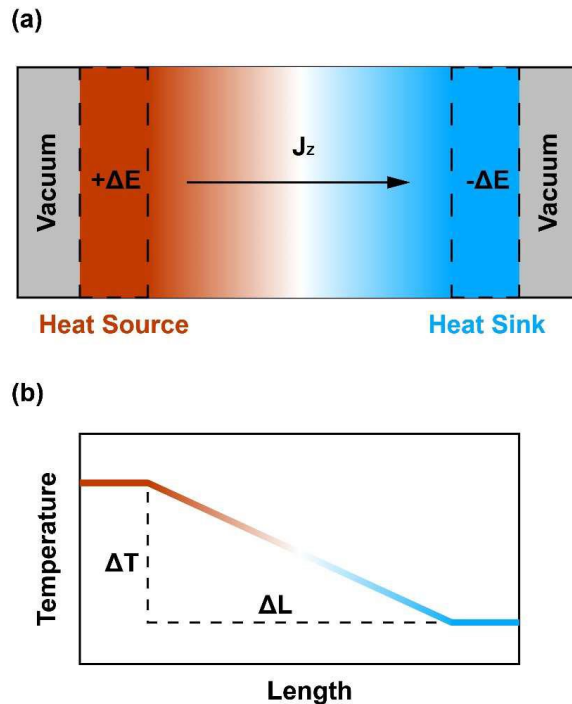 (a)
Vacuum
+ΔE
Jz
-ΔE
Vacuum
Heat Source
Heat Sink
(b)
Temperature
ΔT
ΔL
Length